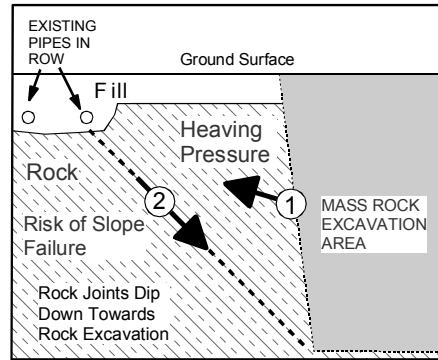 EXISTING
PIPES IN
ROW
Ground Surface
Fill
Heaving
Pressure
Rock
1
2
MASS ROCK
EXCAVATION
AREA
Risk of Slope
Failure
Rock Joints Dip
Down Towards
Rock Excavation